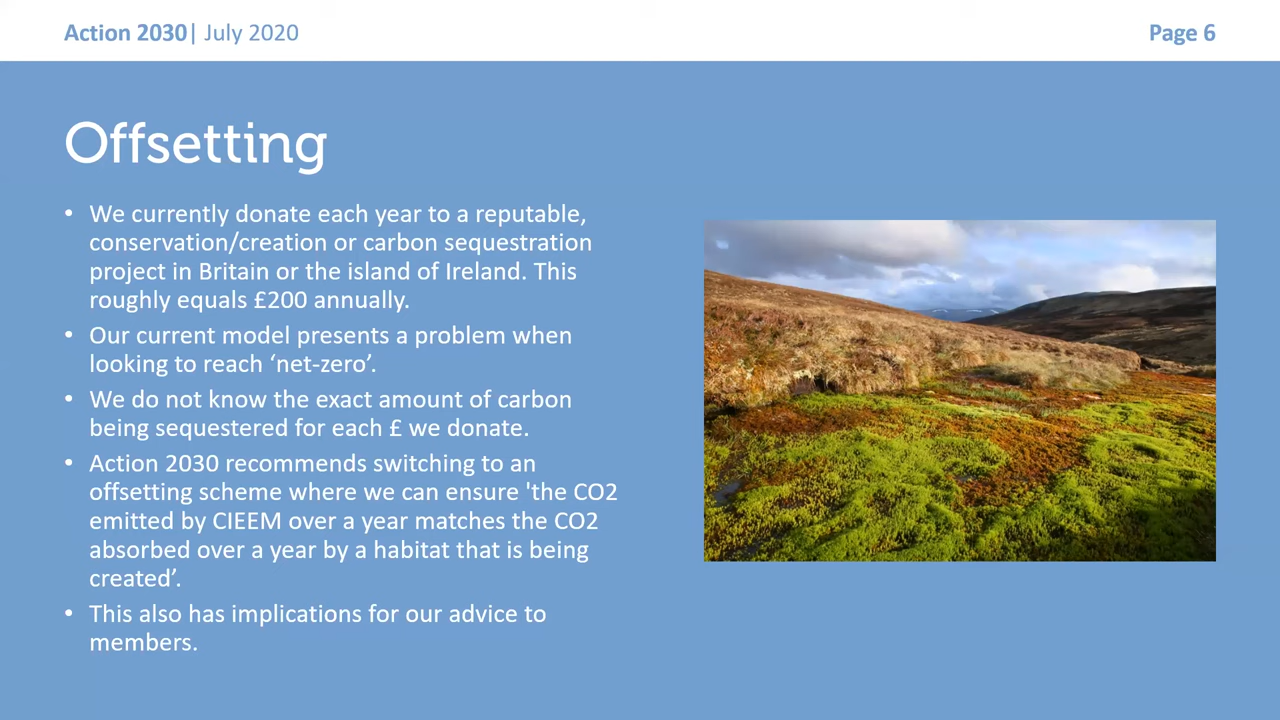 Action 2030| July 2020
Page 6
Offsetting
• We currently donate each year to a reputable,
conservation/creation or carbon sequestration
project in Britain or the island of Ireland. This
roughly equals £200 annually.
• Our current model presents a problem when
looking to reach ‘net-zero’.
• We do not know the exact amount of carbon
being sequestered for each £ we donate.
• Action 2030 recommends switching to an
offsetting scheme where we can ensure 'the CO2
emitted by CIEEM over a year matches the CO2
absorbed over a year by a habitat that is being
created’.
• This also has implications for our advice to
members.